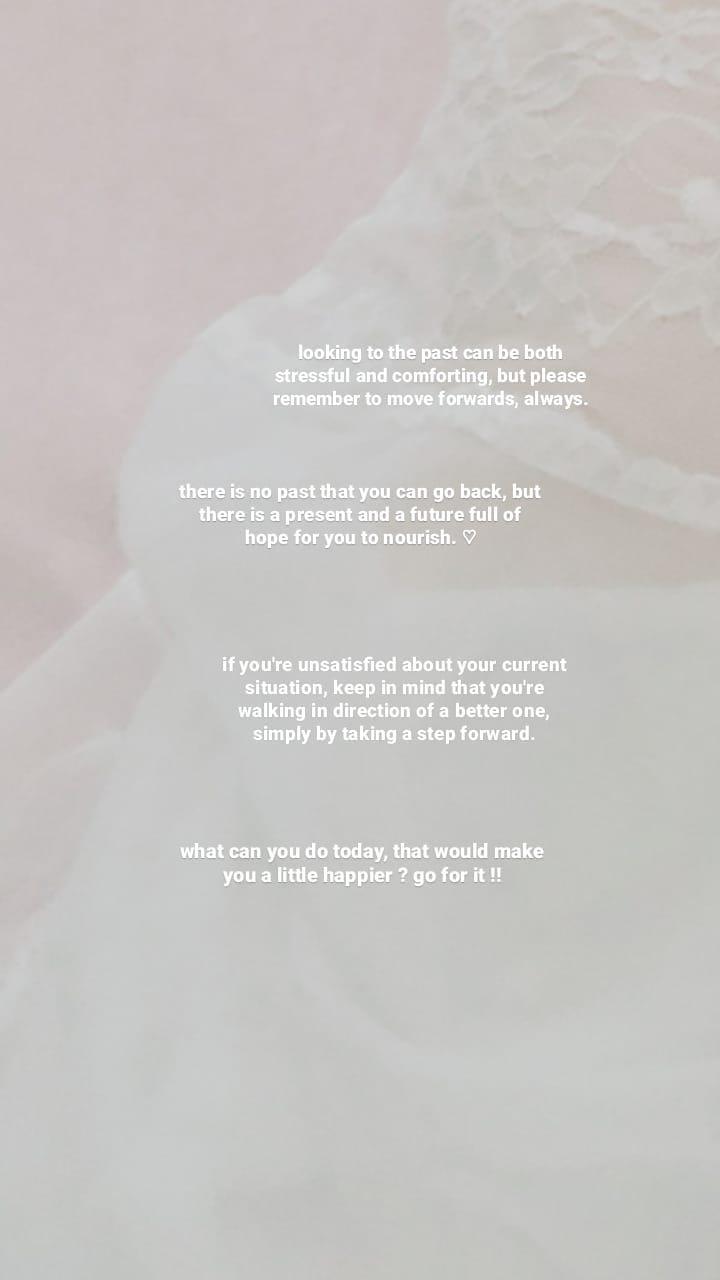 looking to the past can be both
stressful and comforting, but please
remember to move forwards, always.
there is no past that you can go back, but
there is a present and a future full of
hope for you to nourish. ♡
if you're unsatisfied about your current
situation, keep in mind that you're
walking in direction of a better one,
simply by taking a step forward.
what can you do today, that would make
you a little happier ? go for it !!